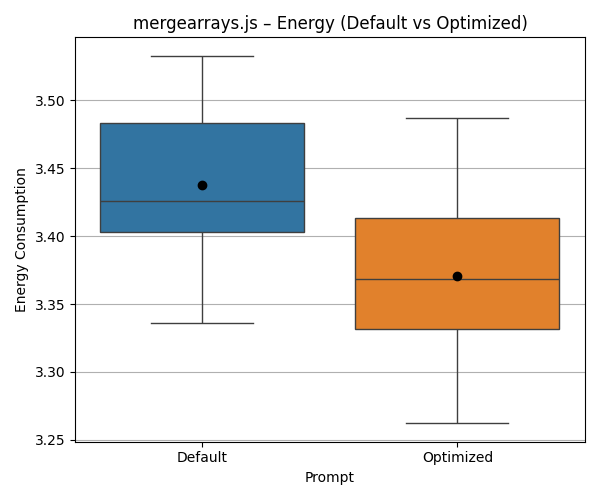 mergearrays.js – Energy (Default vs Optimized)
Energy Consumption
3.50
3.45
3.40
3.35
3.30
3.25
Default
Optimized
Prompt